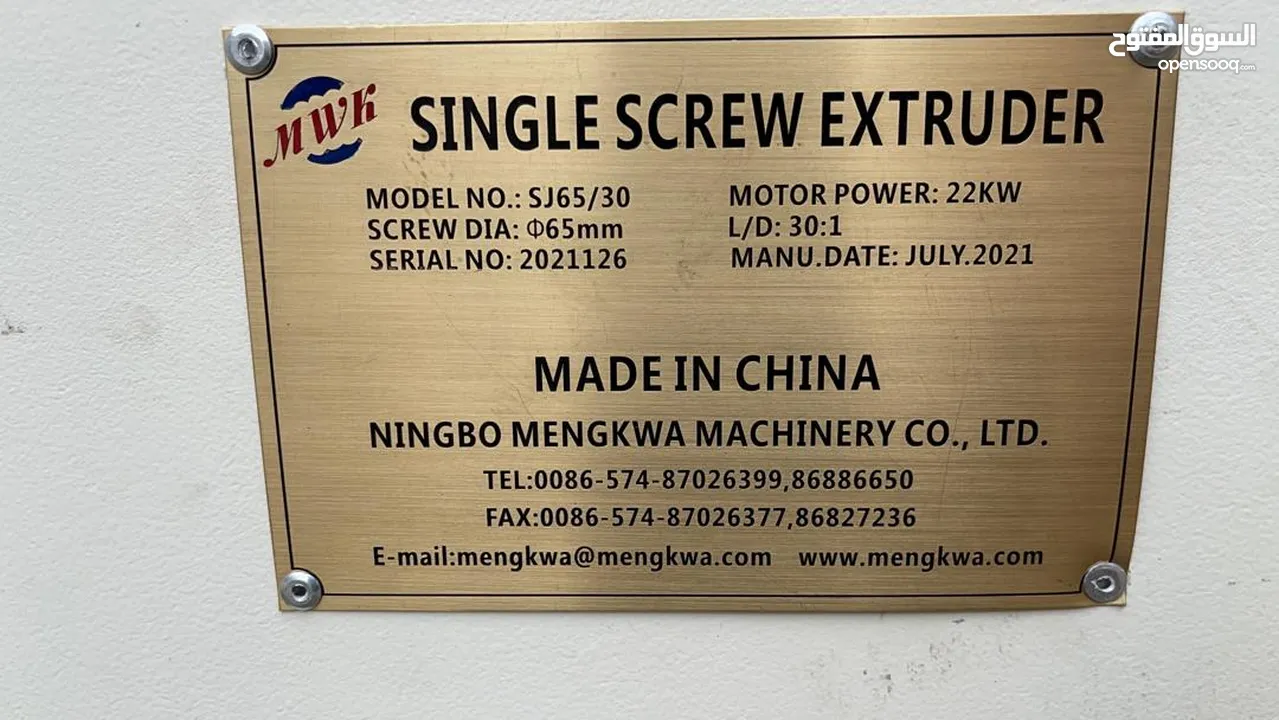 السوق المفتوح
opensooq.com
MWK
SINGLE SCREW EXTRUDER
MODEL NO.: SJ65/30 MOTOR POWER: 22KW
SCREW DIA: Φ65mm L/D: 30:1
SERIAL NO: 2021126 MANU.DATE: JULY.2021
MADE IN CHINA
NINGBO MENGKWA MACHINERY CO., LTD.
TEL:0086-574-87026399,86886650
FAX:0086-574-87026377,86827236
E-mail:mengkwa@mengkwa.com www.mengkwa.com